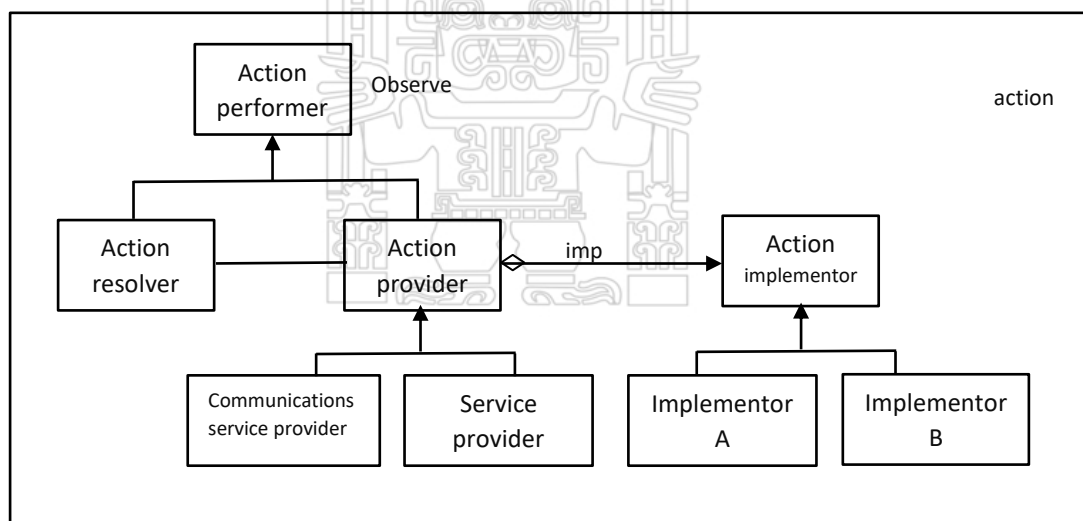 Action
performer
Observe
action
Action
resolver
Action
provider
imp
Action
implementor
Communications
service provider
Service
provider
Implementor
A
Implementor
B